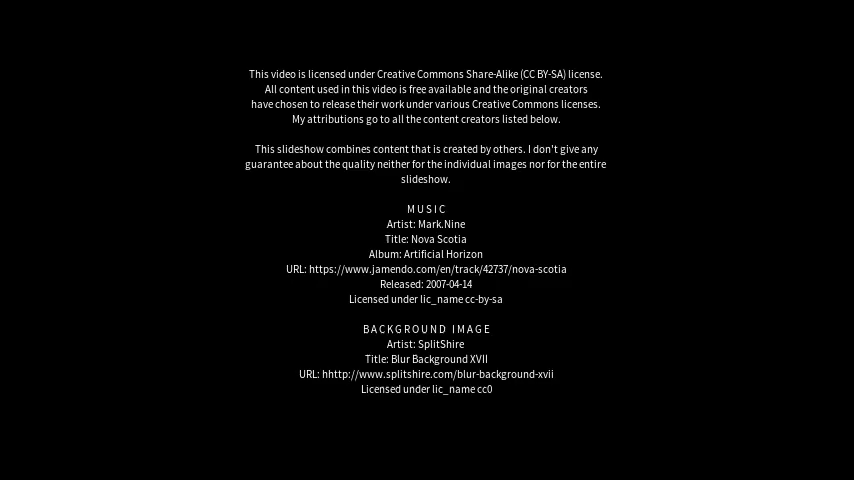 This video is licensed under Creative Commons Share-Alike (CC BY-SA) license.
All content used in this video is free available and the original creators
have chosen to release their work under various Creative Commons licenses.
My attributions go to all the content creators listed below.
This slideshow combines content that is created by others. I don't give any
guarantee about the quality neither for the individual images nor for the entire
slideshow.
M U S I C
Artist: Mark.Nine
Title: Nova Scotia
Album: Artificial Horizon
URL: https://www.jamendo.com/en/track/42737/nova-scotia
Released: 2007-04-14
Licensed under lic_name cc-by-sa
B A C K G R O U N D   I M A G E
Artist: SplitShire
Title: Blur Background XVII
URL: hhttp://www.splitshire.com/blur-background-xvii
Licensed under lic_name cc0